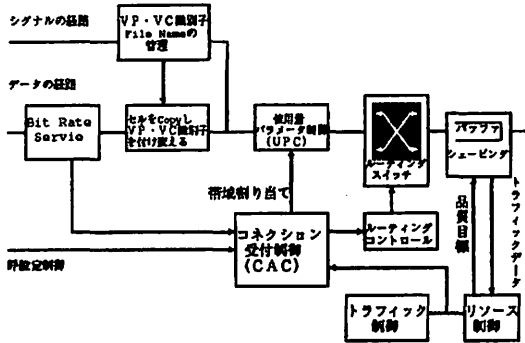 シグナルの経路
VP・VC識別子
File Nameの
管理
データの経路
Bit Rate
Servic
セルをCopyし
VP・VC識別子
を付け変える
使用量
パラメータ制御
(UPC)
ルーティング
スイッチ
バッファ
シェーピング
帯域割り当て
コネクション
受付制御
(CAC)
ルーティング
コントロール
品質目標
トラフィックデータ
呼設定制御
トラフィック
制御
リソース
制御